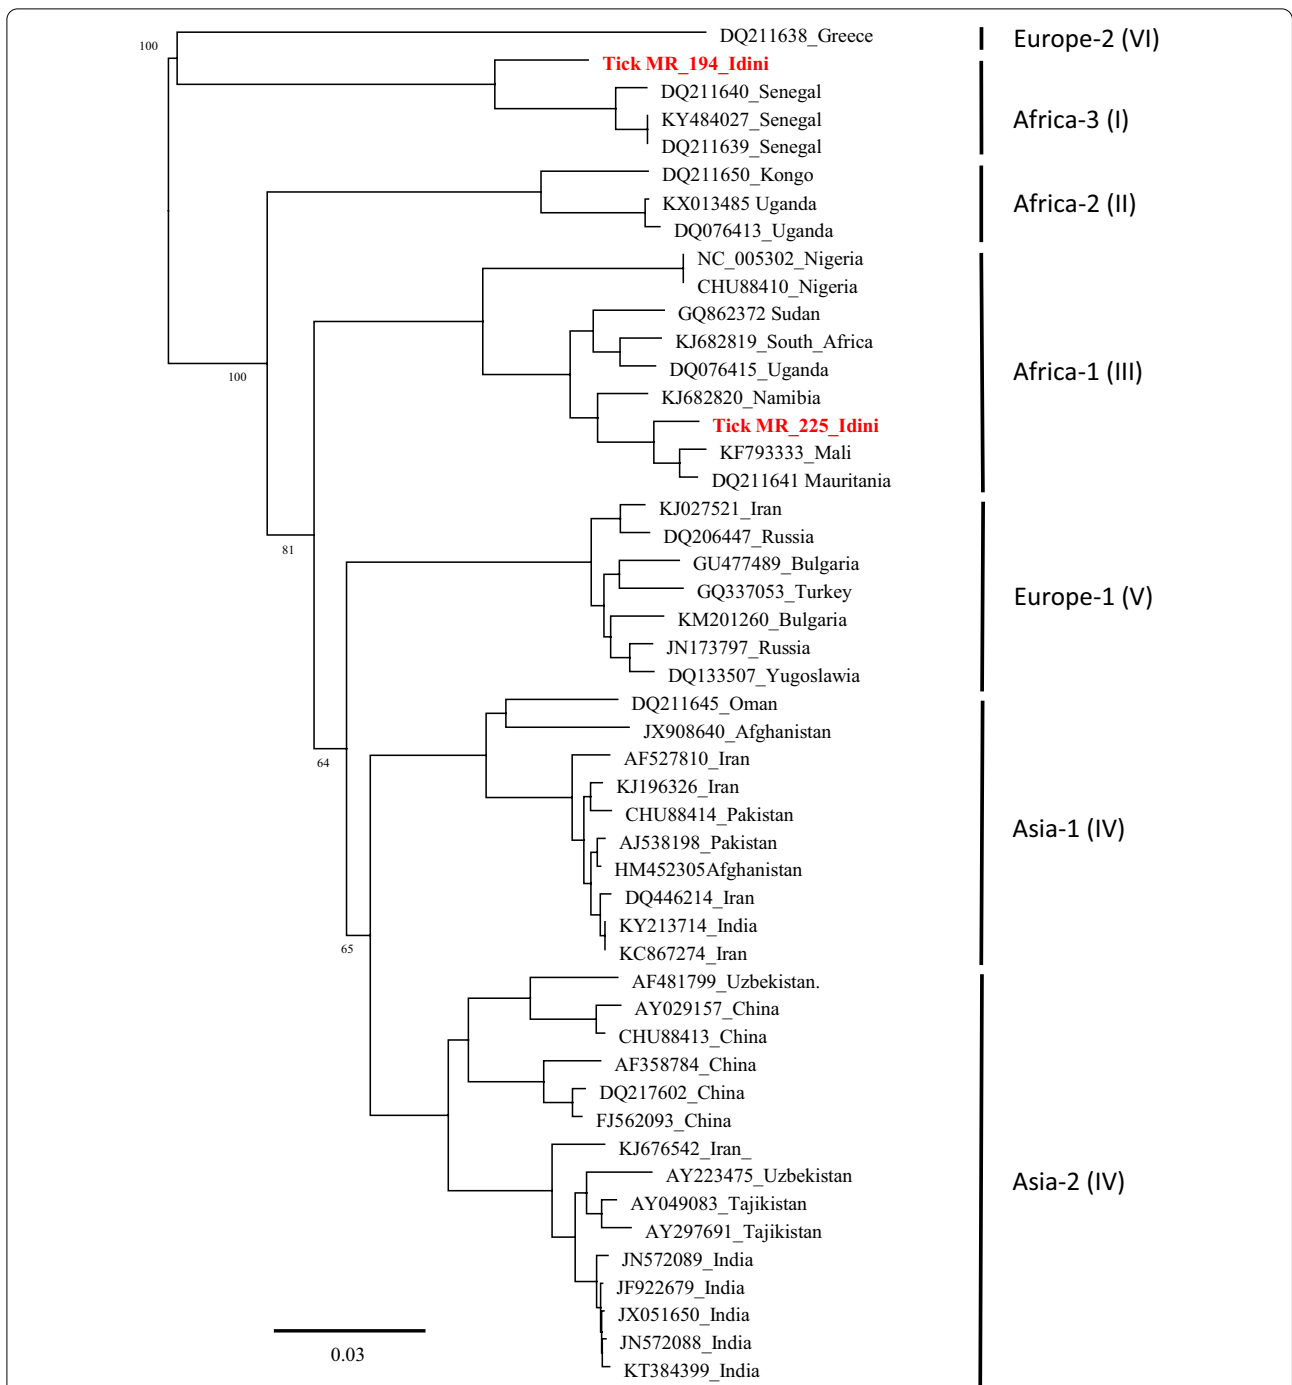 100
DQ211638_Greece
Europe-2 (VI)
Tick MR_194_Idini
DQ211640_Senegal
KY484027_Senegal
DQ211639_Senegal
Africa-3 (I)
DQ211650_Kongo
KX013485 Uganda
DQ076413_Uganda
Africa-2 (II)
NC_005302_Nigeria
CHU88410_Nigeria
GQ862372 Sudan
KJ682819_South_Africa
DQ076415_Uganda
KJ682820_Namibia
Tick MR_225_Idini
KF793333_Mali
DQ211641 Mauritania
Africa-1 (III)
100
KJ027521_Iran
DQ206447_Russia
GU477489_Bulgaria
GQ337053_Turkey
KM201260_Bulgaria
JN173797_Russia
DQ133507_Yugoslawia
Europe-1 (V)
81
DQ211645_Oman
JX908640_Afghanistan
AF527810_Iran
KJ196326_Iran
CHU88414_Pakistan
AJ538198_Pakistan
HM452305Afghanistan
DQ446214_Iran
KY213714_India
KC867274_Iran
Asia-1 (IV)
64
65
AF481799_Uzbekistan.
AY029157_China
CHU88413_China
AF358784_China
DQ217602_China
FJ562093_China
KJ676542_Iran_
AY223475_Uzbekistan
AY049083_Tajikistan
AY297691_Tajikistan
JN572089_India
JF922679_India
JX051650_India
JN572088_India
KT384399_India
Asia-2 (IV)
0.03